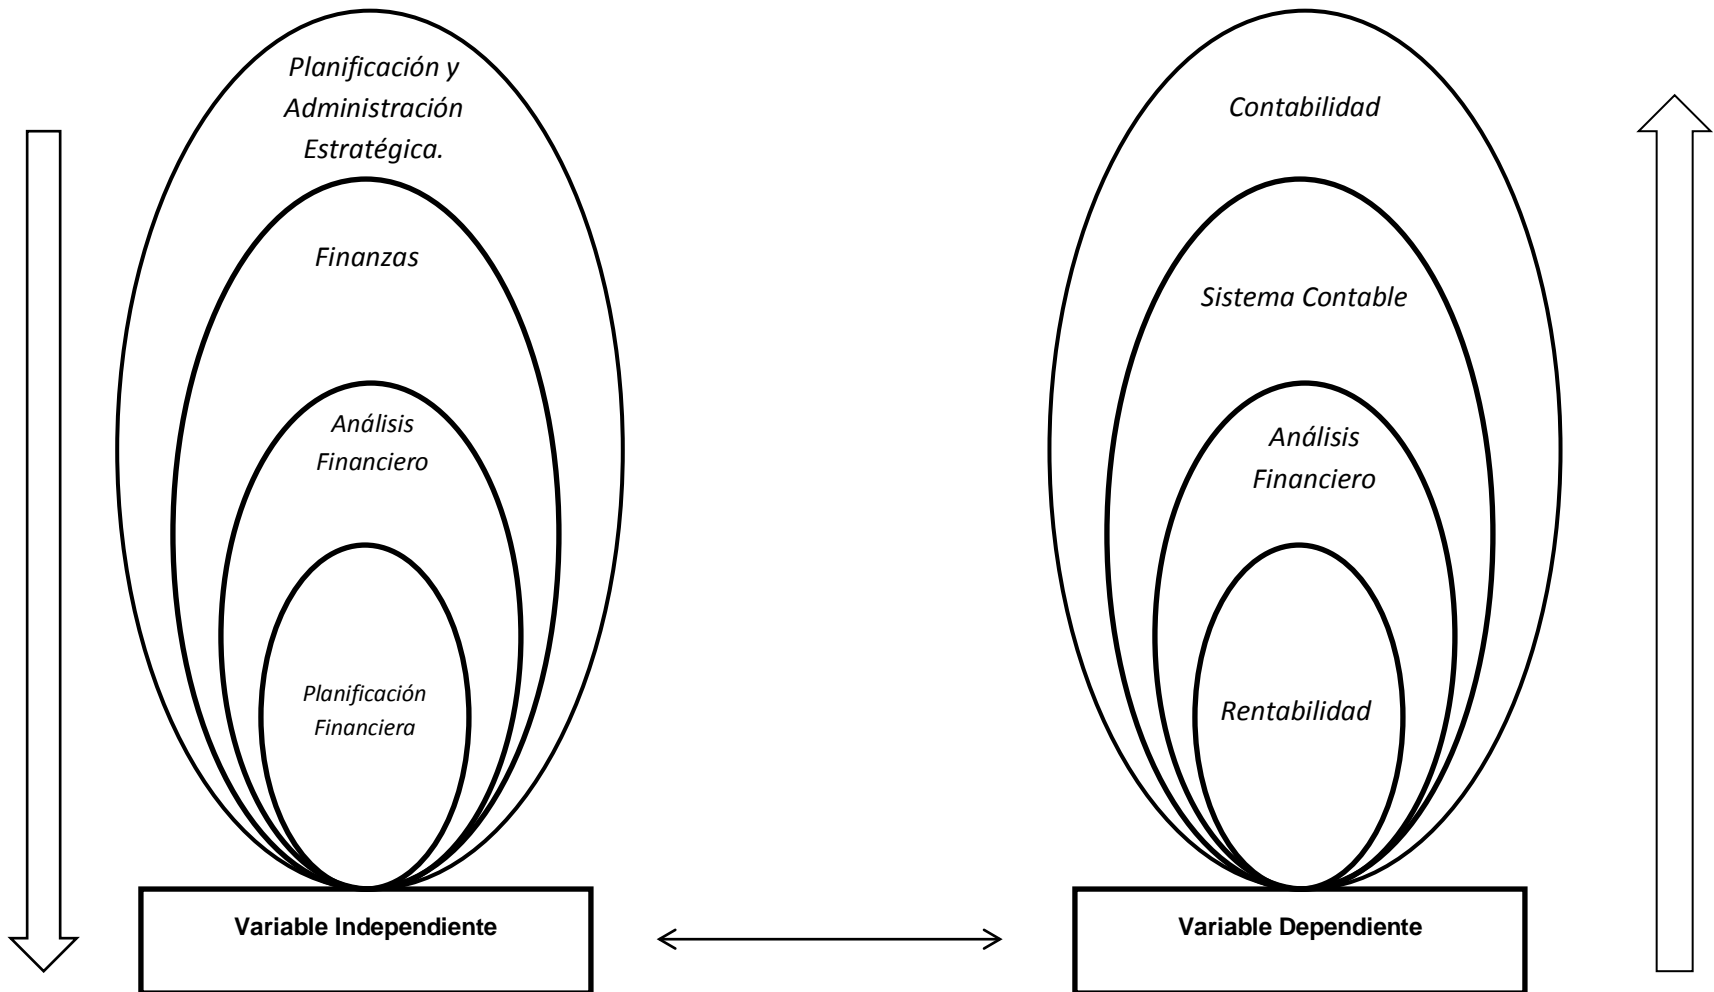 Planificación y
Administración
Estratégica.
Finanzas
Análisis
Financiero
Planificación
Financiera
Variable Independiente
Contabilidad
Sistema Contable
Análisis
Financiero
Rentabilidad
Variable Dependiente